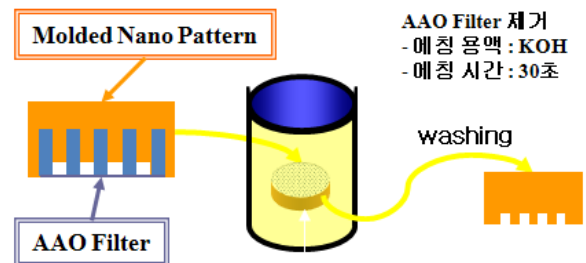 Molded Nano Pattern
AAO Filter 제거
- 에칭 용액 : KOH
- 에칭 시간 : 30초
washing
AAO Filter